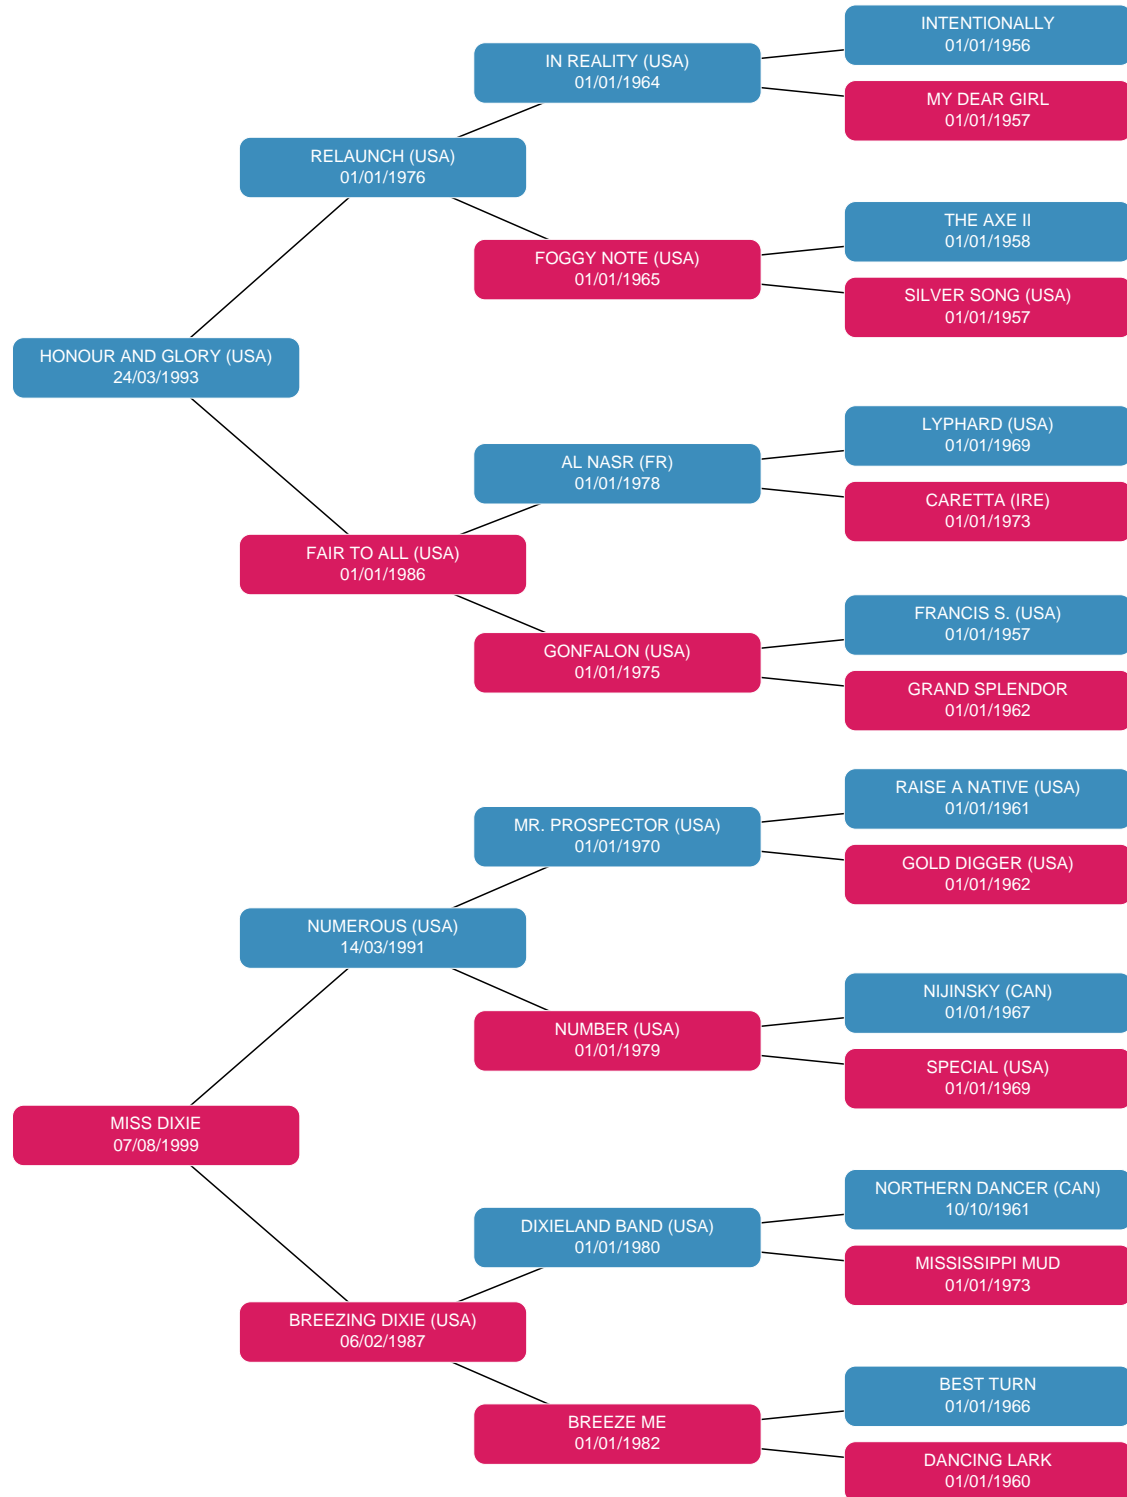 INTENTIONALLY
01/01/1956
IN REALITY (USA)
01/01/1964
MY DEAR GIRL
01/01/1957
RELAUNCH (USA)
01/01/1976
THE AXE II
01/01/1958
FOGGY NOTE (USA)
01/01/1965
SILVER SONG (USA)
01/01/1957
HONOUR AND GLORY (USA)
24/03/1993
LYPHARD (USA)
01/01/1969
AL NASR (FR)
01/01/1978
CARETTA (IRE)
01/01/1973
FAIR TO ALL (USA)
01/01/1986
FRANCIS S. (USA)
01/01/1957
GONFALON (USA)
01/01/1975
GRAND SPLENDOR
01/01/1962
RAISE A NATIVE (USA)
01/01/1961
MR. PROSPECTOR (USA)
01/01/1970
GOLD DIGGER (USA)
01/01/1962
NUMEROUS (USA)
14/03/1991
NIJINSKY (CAN)
01/01/1967
NUMBER (USA)
01/01/1979
SPECIAL (USA)
01/01/1969
MISS DIXIE
07/08/1999
NORTHERN DANCER (CAN)
10/10/1961
DIXIELAND BAND (USA)
01/01/1980
MISSISSIPPI MUD
01/01/1973
BREEZING DIXIE (USA)
06/02/1987
BEST TURN
01/01/1966
BREEZE ME
01/01/1982
DANCING LARK
01/01/1960